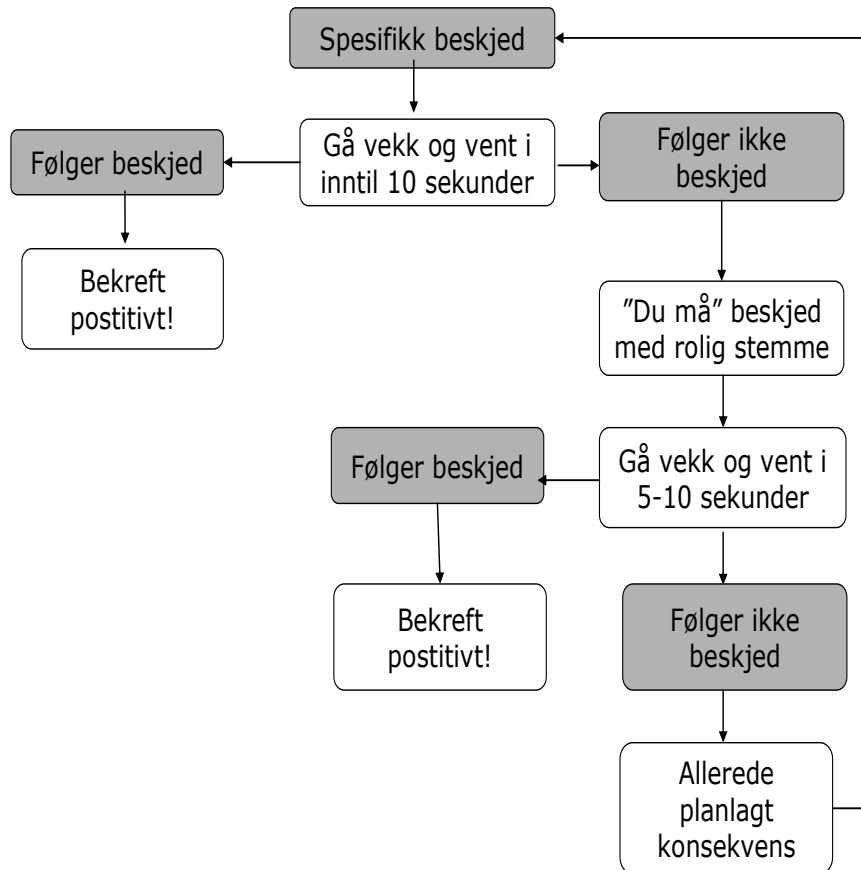 Spesifikk beskjed
Gå vekk og vent i
inntil 10 sekunder
Følger beskjed
Følger ikke
beskjed
Bekreft
postitivt!
”Du må” beskjed
med rolig stemme
Gå vekk og vent i
5-10 sekunder
Følger beskjed
Bekreft
postitivt!
Følger ikke
beskjed
Allerede
planlagt
konsekvens